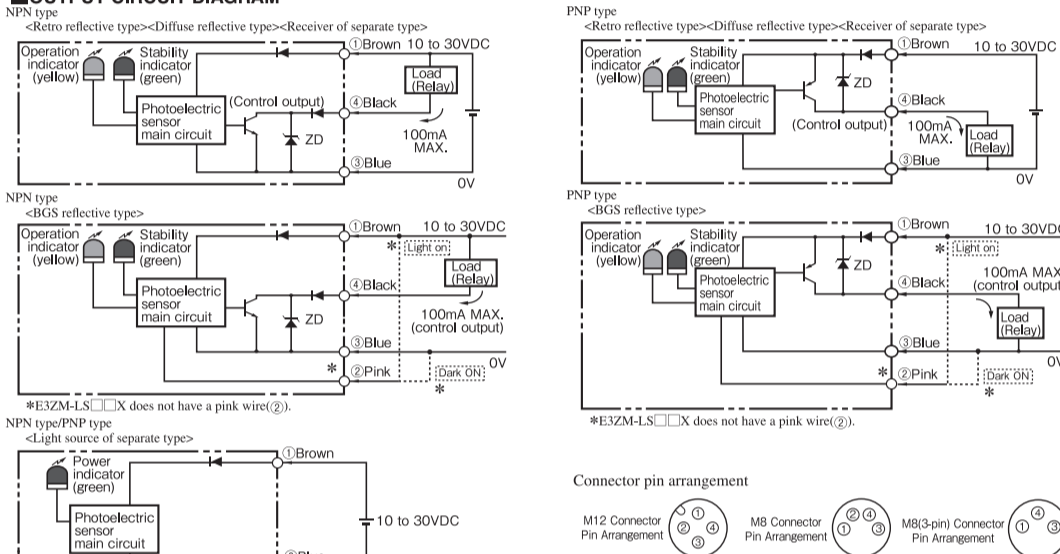 OUTPUT CIRCUIT DIAGRAM
NPN type
<Retro reflective type><Diffuse reflective type><Receiver of separate type>
Operation indicator (yellow)
Stability indicator (green)
Photoelectric sensor main circuit
(Control output)
ZD
①Brown 10 to 30VDC
Load (Relay)
④Black
100mA MAX.
③Blue
0V
NPN type
<BGS reflective type>
Operation indicator (yellow)
Stability indicator (green)
Photoelectric sensor main circuit
ZD
①Brown 10 to 30VDC
* Light on
Load (Relay)
④Black
100mA MAX. (control output)
③Blue
0V
* ②Pink
Dark ON
*
*E3ZM-LS□□X does not have a pink wire(②).
NPN type/PNP type
<Light source of separate type>
Power indicator (green)
Photoelectric sensor main circuit
①Brown
10 to 30VDC
PNP type
<Retro reflective type><Diffuse reflective type><Receiver of separate type>
Operation indicator (yellow)
Stability indicator (green)
Photoelectric sensor main circuit
ZD
(Control output)
①Brown 10 to 30VDC
④Black
100mA MAX.
Load (Relay)
③Blue
0V
PNP type
<BGS reflective type>
Operation indicator (yellow)
Stability indicator (green)
Photoelectric sensor main circuit
ZD
①Brown 10 to 30VDC
* Light on
④Black
100mA MAX
(control output
Load (Relay)
③Blue
0V
* ②Pink
Dark ON
*
*E3ZM-LS□□X does not have a pink wire(②).
Connector pin arrangement
M12 Connector Pin Arrangement
① ② ④ ③
M8 Connector Pin Arrangement
② ④ ① ③
M8(3-pin) Connector Pin Arrangement
④ ① ③